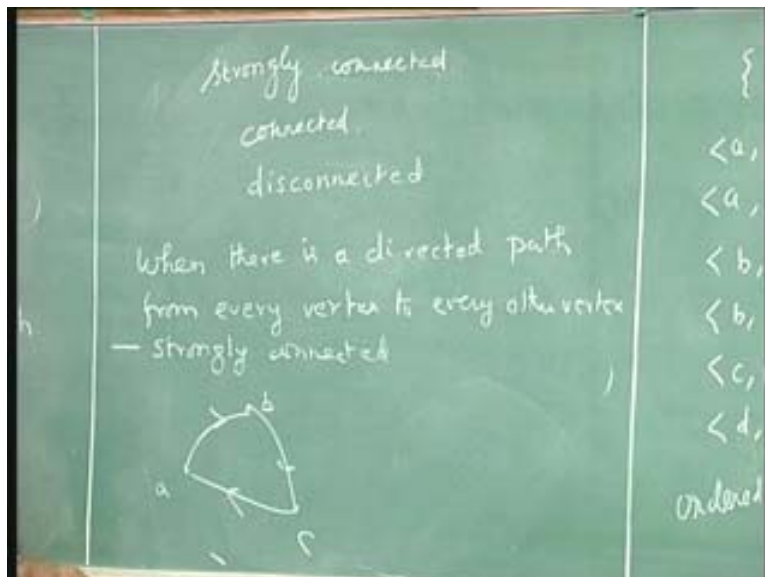 strongly connected
connected
disconnected
When there is a directed path
from every vertex to every other vertex
— strongly connected
b
a
c
)
h
)
{
<a,
<a,
<b,
<b,
<c,
<d,
ordered